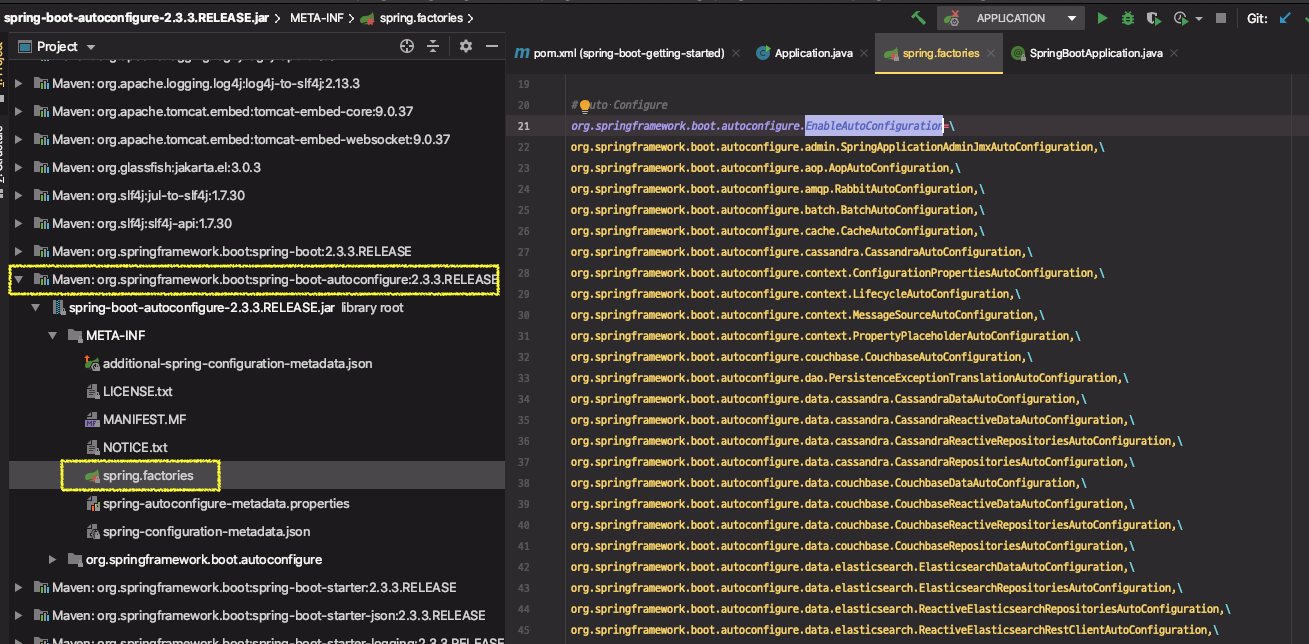 spring-boot-autoconfigure-2.3.3.RELEASE.jar META-INF spring.factories
APPLICATION Git:
Project
Maven: org.apache.logging.log4j:log4j-to-slf4j:2.13.3
Maven: org.apache.tomcat.embed:tomcat-embed-core:9.0.37
Maven: org.apache.tomcat.embed:tomcat-embed-websocket:9.0.37
Maven: org.glassfish:jakarta.el:3.0.3
Maven: org.slf4j:jul-to-slf4j:1.7.30
Maven: org.slf4j:slf4j-api:1.7.30
Maven: org.springframework.boot:spring-boot:2.3.3.RELEASE
Maven: org.springframework.boot:spring-boot-autoconfigure:2.3.3.RELEASE
spring-boot-autoconfigure-2.3.3.RELEASE.jar library root
META-INF
additional-spring-configuration-metadata.json
LICENSE.txt
MANIFEST.MF
NOTICE.txt
spring.factories
spring-autoconfigure-metadata.properties
spring-configuration-metadata.json
org.springframework.boot.autoconfigure
Maven: org.springframework.boot:spring-boot-starter:2.3.3.RELEASE
Maven: org.springframework.boot:spring-boot-starter-json:2.3.3.RELEASE
Maven: org.springframework.boot:spring-boot-starter-logging:2.3.3.RELEASE
pom.xml (spring-boot-getting-started) Application.java spring.factories SpringBootApplication.java
19
20 # Auto Configure
21 org.springframework.boot.autoconfigure.EnableAutoConfiguration=\
22 org.springframework.boot.autoconfigure.admin.SpringApplicationAdminJmxAutoConfiguration,\
23 org.springframework.boot.autoconfigure.aop.AopAutoConfiguration,\
24 org.springframework.boot.autoconfigure.amqp.RabbitAutoConfiguration,\
25 org.springframework.boot.autoconfigure.batch.BatchAutoConfiguration,\
26 org.springframework.boot.autoconfigure.cache.CacheAutoConfiguration,\
27 org.springframework.boot.autoconfigure.cassandra.CassandraAutoConfiguration,\
28 org.springframework.boot.autoconfigure.context.ConfigurationPropertiesAutoConfiguration,\
29 org.springframework.boot.autoconfigure.context.LifecycleAutoConfiguration,\
30 org.springframework.boot.autoconfigure.context.MessageSourceAutoConfiguration,\
31 org.springframework.boot.autoconfigure.context.PropertyPlaceholderAutoConfiguration,\
32 org.springframework.boot.autoconfigure.couchbase.CouchbaseAutoConfiguration,\
33 org.springframework.boot.autoconfigure.dao.PersistenceExceptionTranslationAutoConfiguration,\
34 org.springframework.boot.autoconfigure.data.cassandra.CassandraDataAutoConfiguration,\
35 org.springframework.boot.autoconfigure.data.cassandra.CassandraReactiveDataAutoConfiguration,\
36 org.springframework.boot.autoconfigure.data.cassandra.CassandraReactiveRepositoriesAutoConfiguration,\
37 org.springframework.boot.autoconfigure.data.cassandra.CassandraRepositoriesAutoConfiguration,\
38 org.springframework.boot.autoconfigure.data.couchbase.CouchbaseDataAutoConfiguration,\
39 org.springframework.boot.autoconfigure.data.couchbase.CouchbaseReactiveDataAutoConfiguration,\
40 org.springframework.boot.autoconfigure.data.couchbase.CouchbaseReactiveRepositoriesAutoConfiguration,\
41 org.springframework.boot.autoconfigure.data.couchbase.CouchbaseRepositoriesAutoConfiguration,\
42 org.springframework.boot.autoconfigure.data.elasticsearch.ElasticsearchDataAutoConfiguration,\
43 org.springframework.boot.autoconfigure.data.elasticsearch.ElasticsearchRepositoriesAutoConfiguration,\
44 org.springframework.boot.autoconfigure.data.elasticsearch.ReactiveElasticsearchRepositoriesAutoConfiguration,\
45 org.springframework.boot.autoconfigure.data.elasticsearch.ReactiveElasticsearchRestClientAutoConfiguration,\